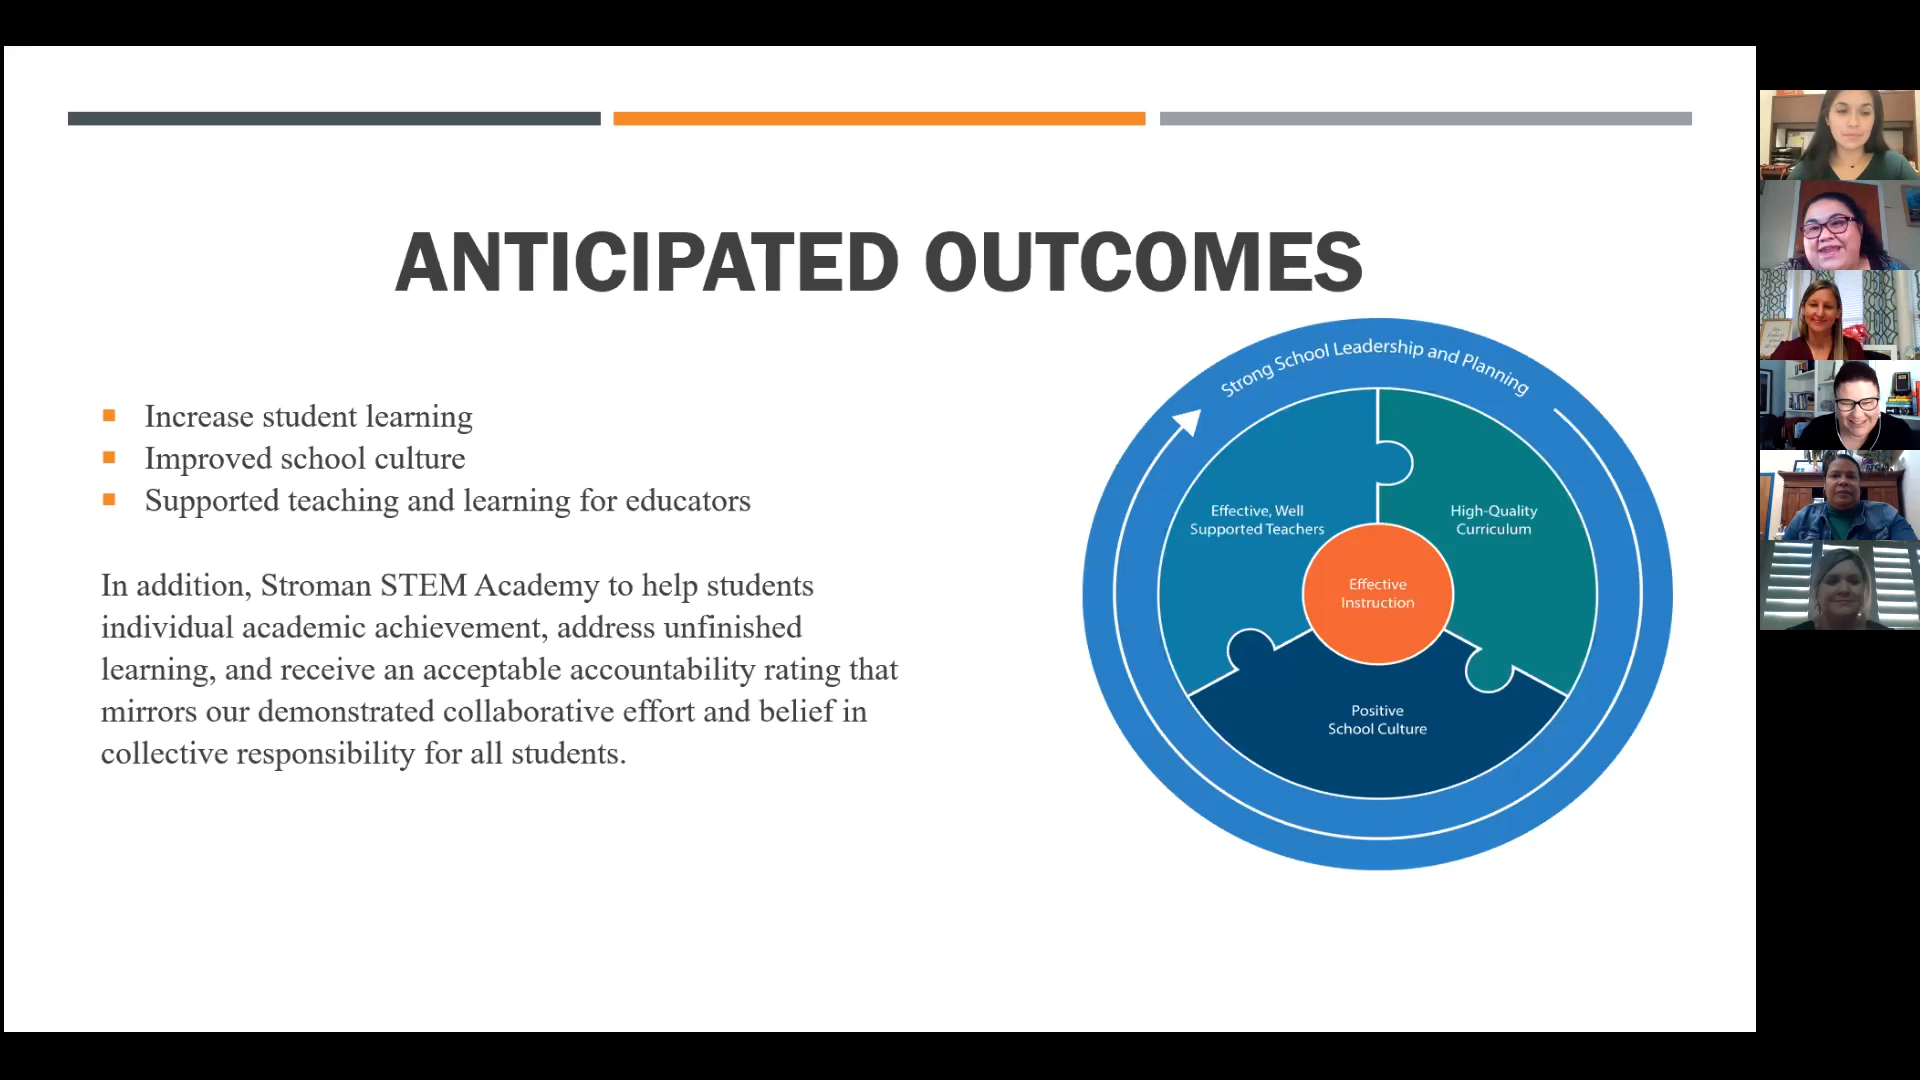 ANTICIPATED OUTCOMES
Increase student learning
Improved school culture
Supported teaching and learning for educators
In addition, Stroman STEM Academy to help students
individual academic achievement, address unfinished
learning, and receive an acceptable accountability rating that
mirrors our demonstrated collaborative effort and belief in
collective responsibility for all students.
Strong School Leadership and Planning
Effective, Well
Supported Teachers
High-Quality
Curriculum
Effective
Instruction
Positive
School Culture